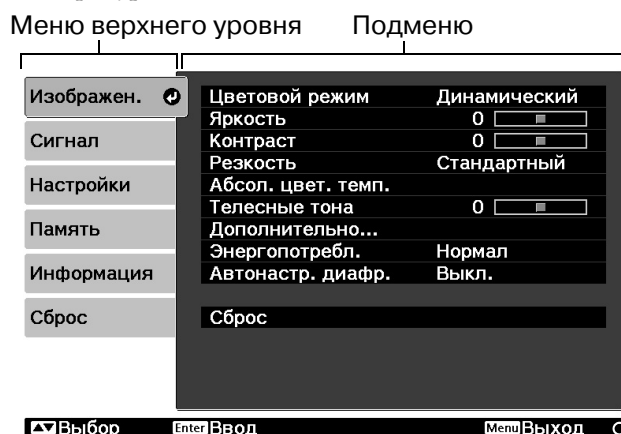 Меню верхнего уровня Подменю
Изображен.
Сигнал
Настройки
Память
Информация
Сброс
Цветовой режим Динамический
Яркость 0
Контраст 0
Резкость Стандартный
Абсол. цвет. темп.
Телесные тона 0
Дополнительно...
Энергопотребл. Нормал
Автонастр. диафр. Выкл.
Сброс
Выбор Enter Ввод Menu Выход